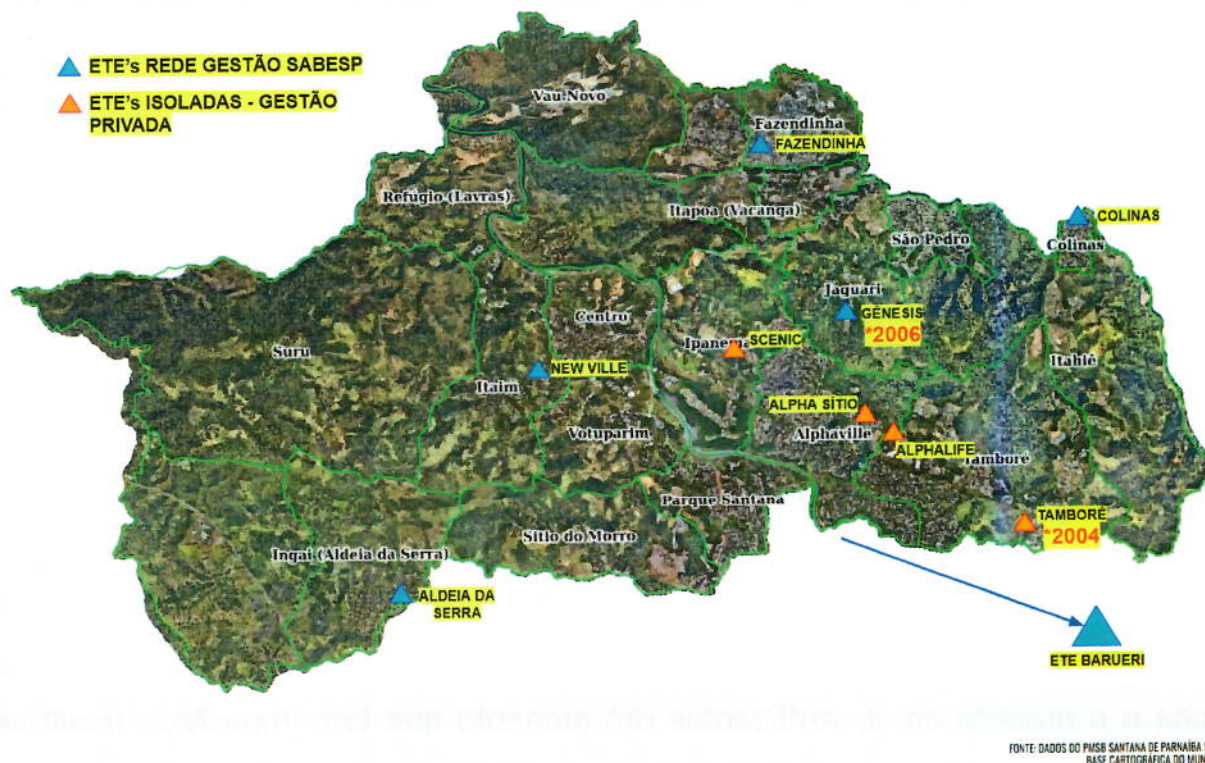 ETE's REDE GESTÃO SABESP
ETE's ISOLADAS - GESTÃO
PRIVADA
Vau Novo
Fazendinha
FAZENDINHA
Refúgio (Lavras)
Itapoa (Vacanga)
COLINAS
São Pedro
Colinas
Jaguari
GENESIS
*2006
Centro
Ipanema
SCENIC
Suru
Itahiê
NEW VILLE
Itaim
ALPHA SÍTIO
Votuparim
Alphaville
ALPHALIFE
Tamboré
Parque Santana
TAMBORÉ
*2004
Sítio do Morro
Ingaí (Aldeia da Serra)
ALDEIA DA
SERRA
ETE BARUERI
FONTE: DADOS DO PMSB SANTANA DE PARNAÍBA
BASE CARTOGRÁFICA DO